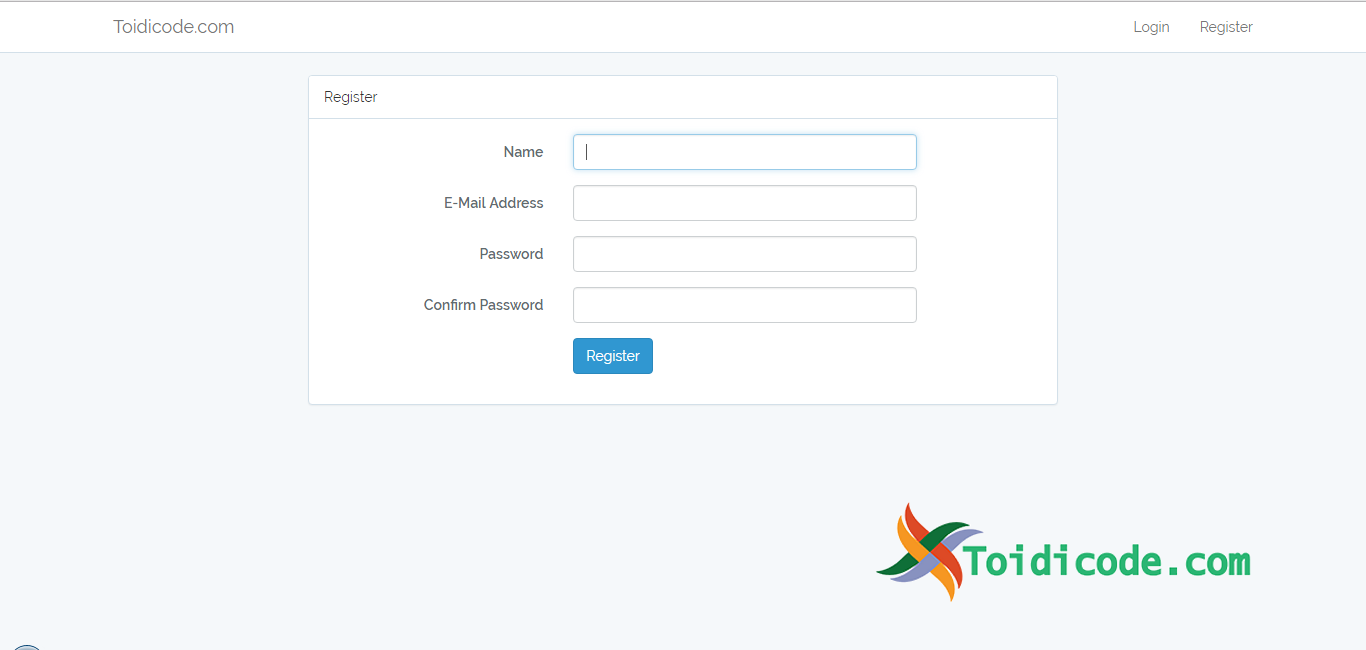 Toidicode.com Login Register
Register
Name
E-Mail Address
Password
Confirm Password
Register
Toidicode.com